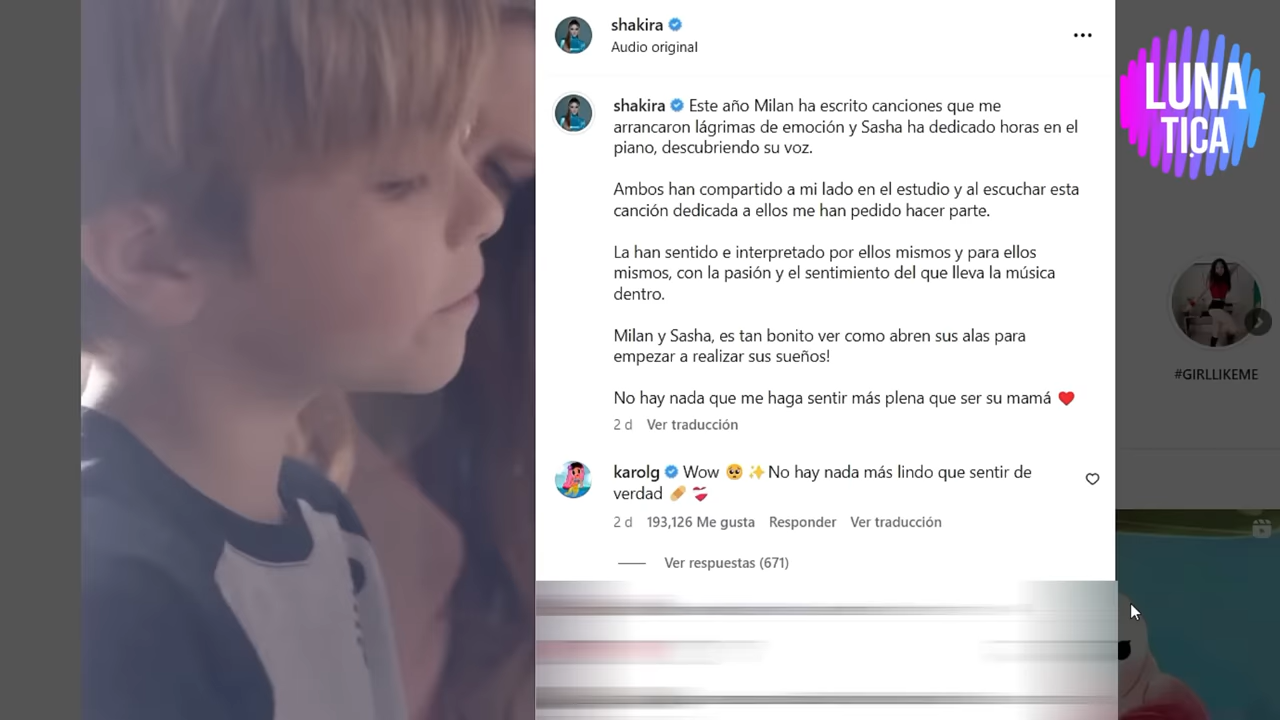 shakira
Audio original
shakira Este año Milan ha escrito canciones que me
arrancaron lágrimas de emoción y Sasha ha dedicado horas en el
piano, descubriendo su voz.
Ambos han compartido a mi lado en el estudio y al escuchar esta
canción dedicada a ellos me han pedido hacer parte.
La han sentido e interpretado por ellos mismos y para ellos
mismos, con la pasión y el sentimiento del que lleva la música
dentro.
Milan y Sasha, es tan bonito ver como abren sus alas para
empezar a realizar sus sueños!
No hay nada que me haga sentir más plena que ser su mamá ❤️
2 d Ver traducción
karolg Wow 🥺 ✨No hay nada más lindo que sentir de
verdad 🩹 ❤️‍🩹
2 d 193,126 Me gusta Responder Ver traducción
Ver respuestas (671)
LUNA
TICA
#GIRLLIKEME